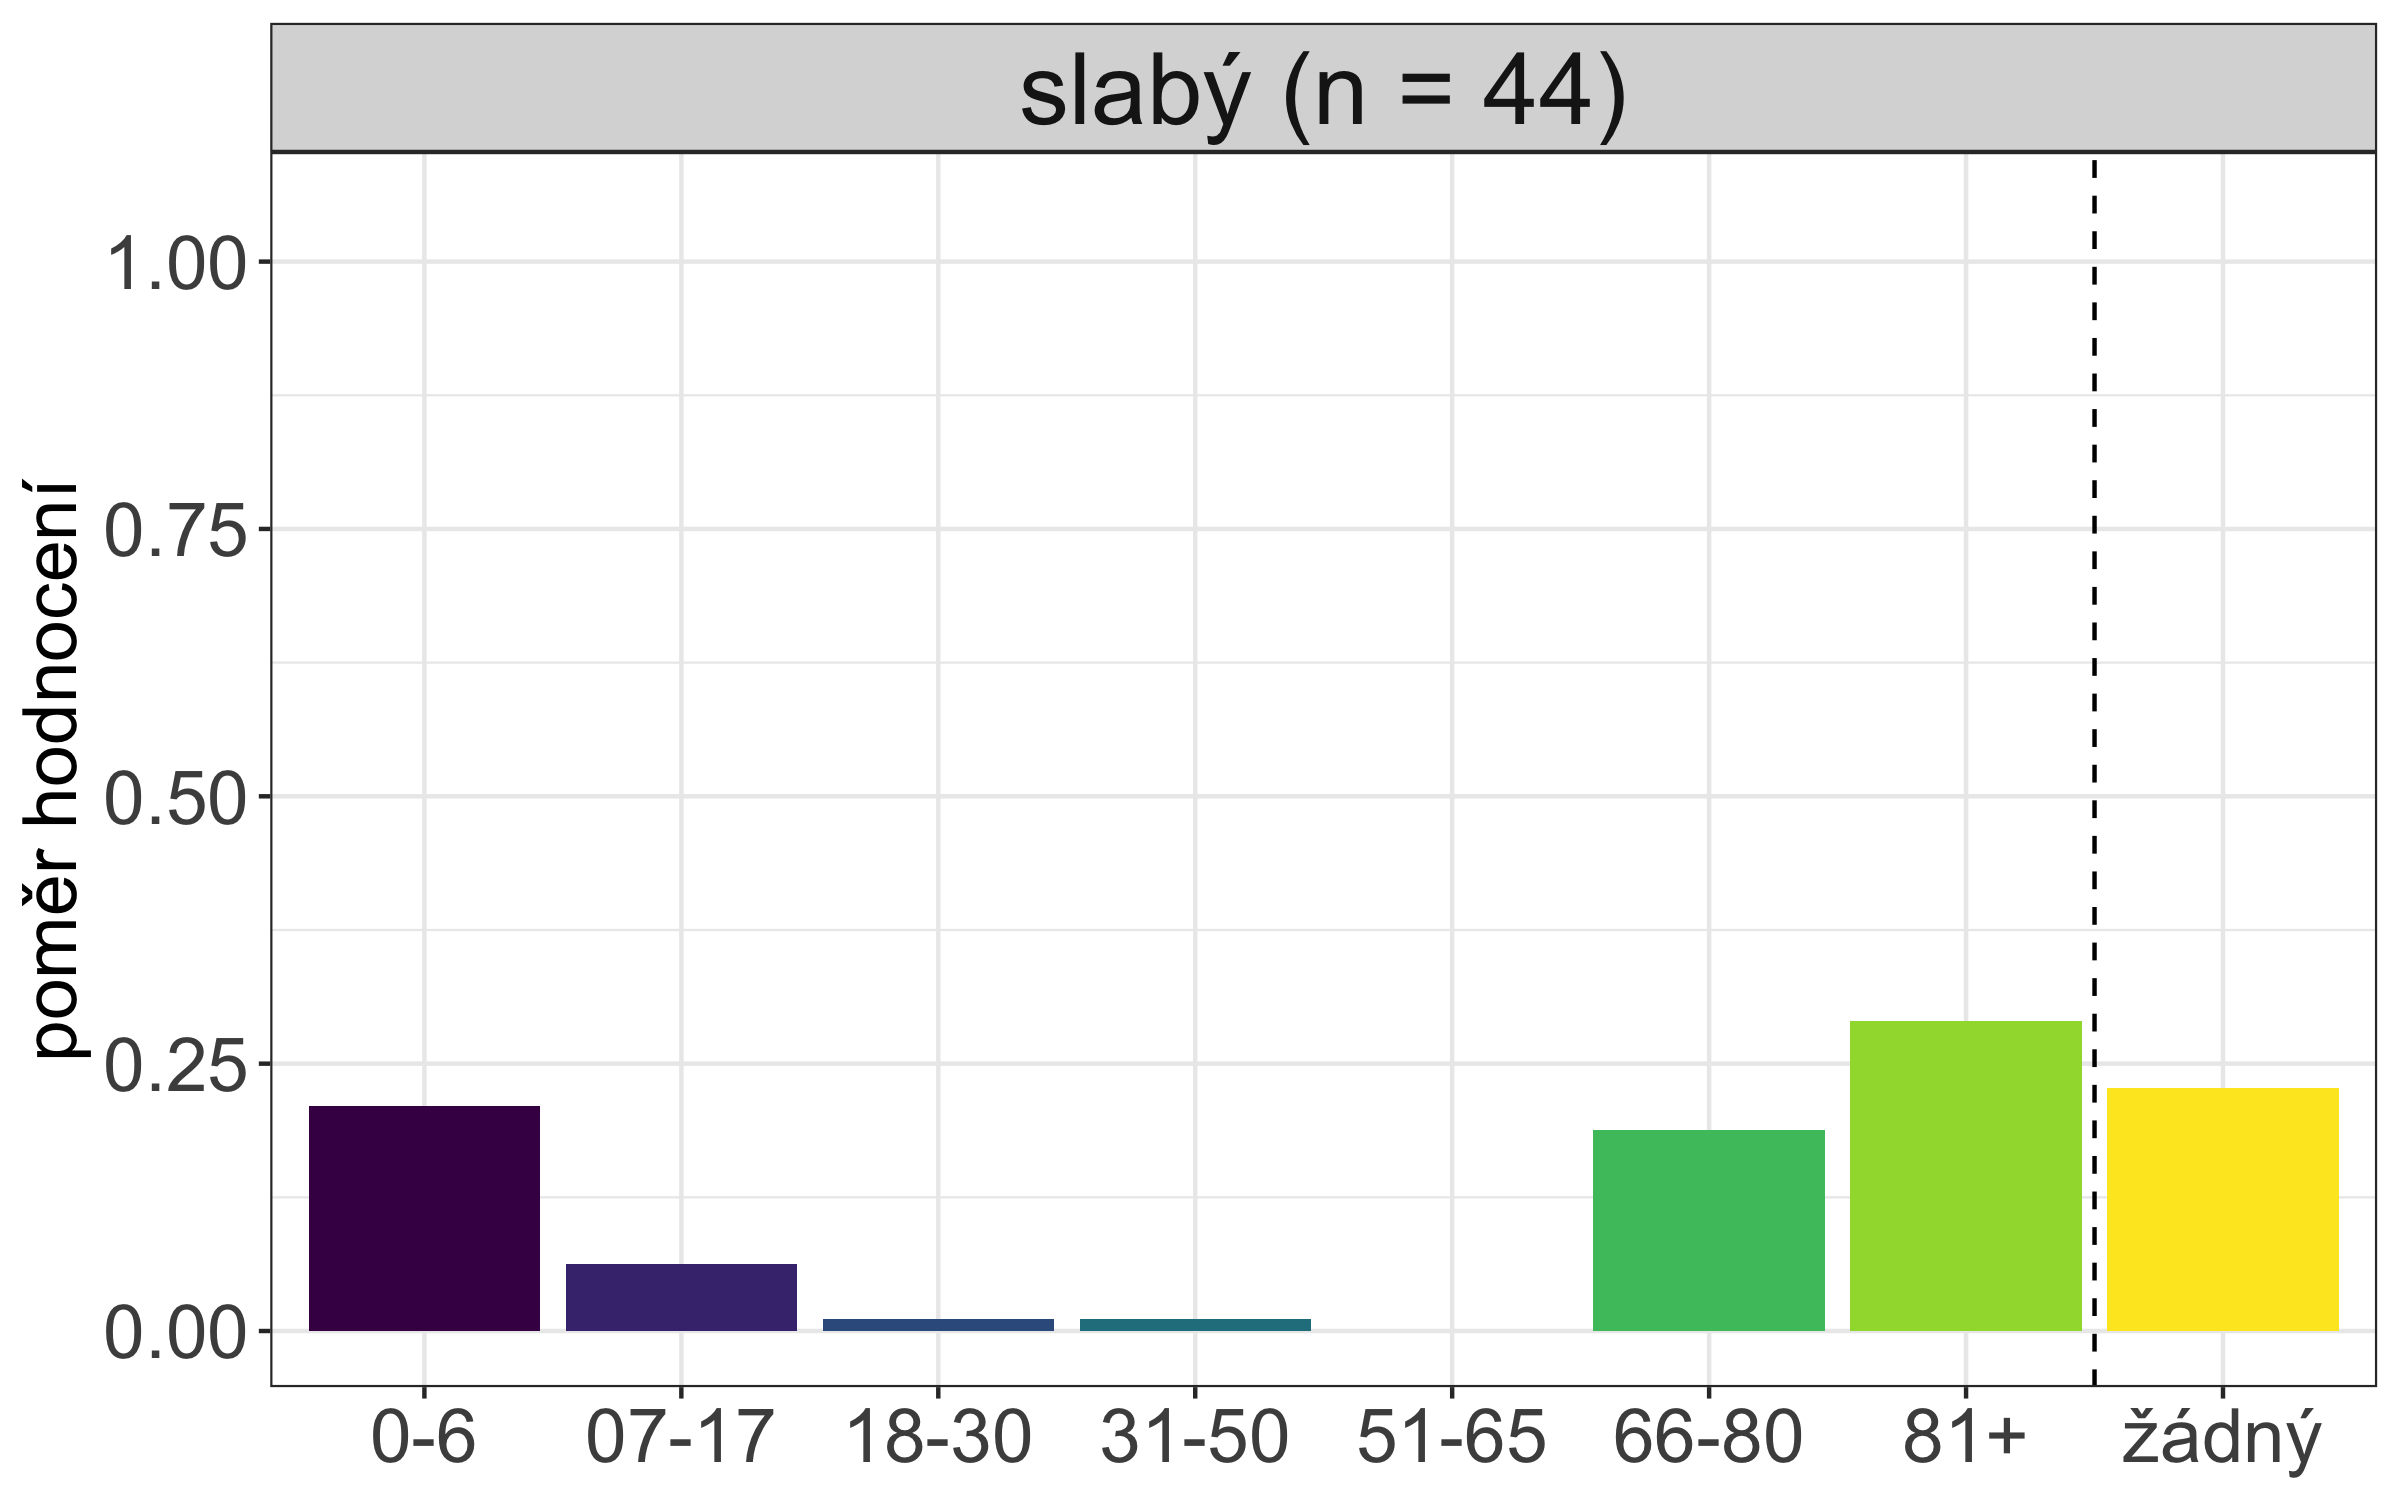 slabý (n = 44)
poměr hodnocení
1.00
0.75
0.50
0.25
0.00
0-6 07-17 18-30 31-50 51-65 66-80 81+ žádný